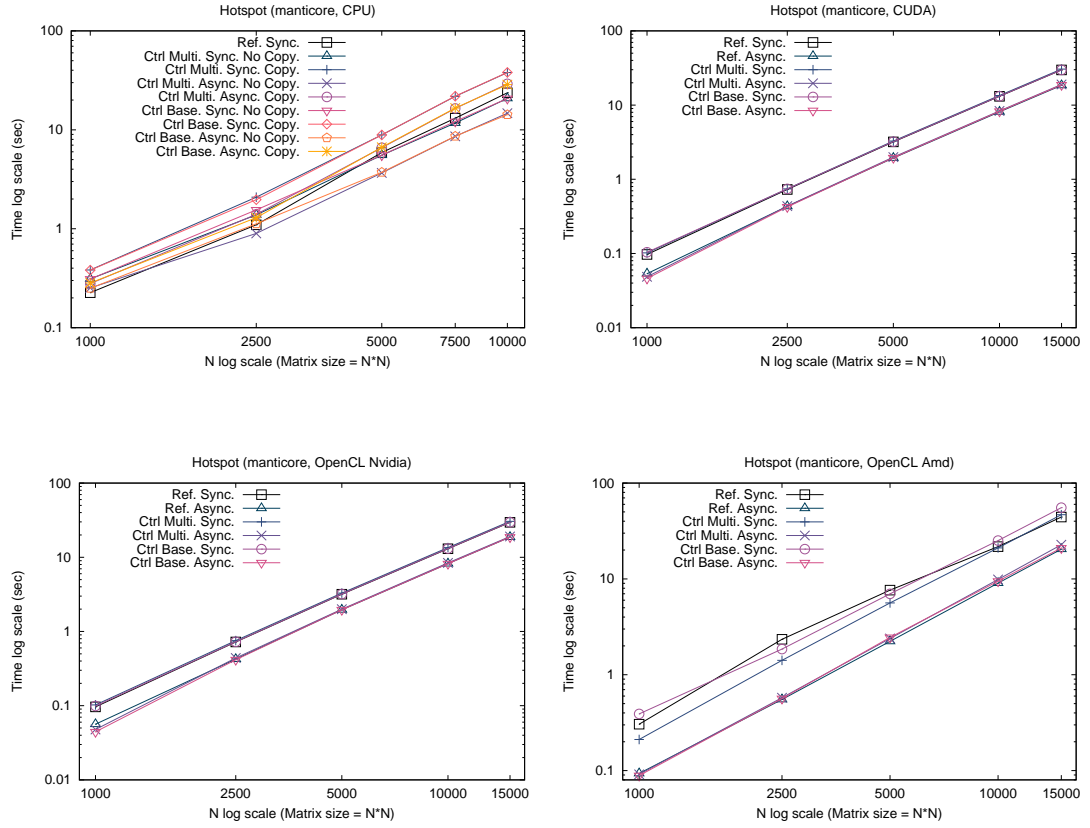 Hotspot (manticore, CPU)
100
10
1
0.1
Time log scale (sec)
Ref. Sync.
Ctrl Multi. Sync. No Copy.
Ctrl Multi. Sync. Copy.
Ctrl Multi. Async. No Copy.
Ctrl Multi. Async. Copy.
Ctrl Base. Sync. No Copy.
Ctrl Base. Sync. Copy.
Ctrl Base. Async. No Copy.
Ctrl Base. Async. Copy.
1000 2500 5000 7500 10000
N log scale (Matrix size = N*N)
Hotspot (manticore, CUDA)
100
10
1
0.1
0.01
Time log scale (sec)
Ref. Sync.
Ref. Async.
Ctrl Multi. Sync.
Ctrl Multi. Async.
Ctrl Base. Sync.
Ctrl Base. Async.
1000 2500 5000 10000 15000
N log scale (Matrix size = N*N)
Hotspot (manticore, OpenCL Nvidia)
100
10
1
0.1
0.01
Time log scale (sec)
Ref. Sync.
Ref. Async.
Ctrl Multi. Sync.
Ctrl Multi. Async.
Ctrl Base. Sync.
Ctrl Base. Async.
1000 2500 5000 10000 15000
N log scale (Matrix size = N*N)
Hotspot (manticore, OpenCL Amd)
100
10
1
0.1
Time log scale (sec)
Ref. Sync.
Ref. Async.
Ctrl Multi. Sync.
Ctrl Multi. Async.
Ctrl Base. Sync.
Ctrl Base. Async.
1000 2500 5000 10000 15000
N log scale (Matrix size = N*N)